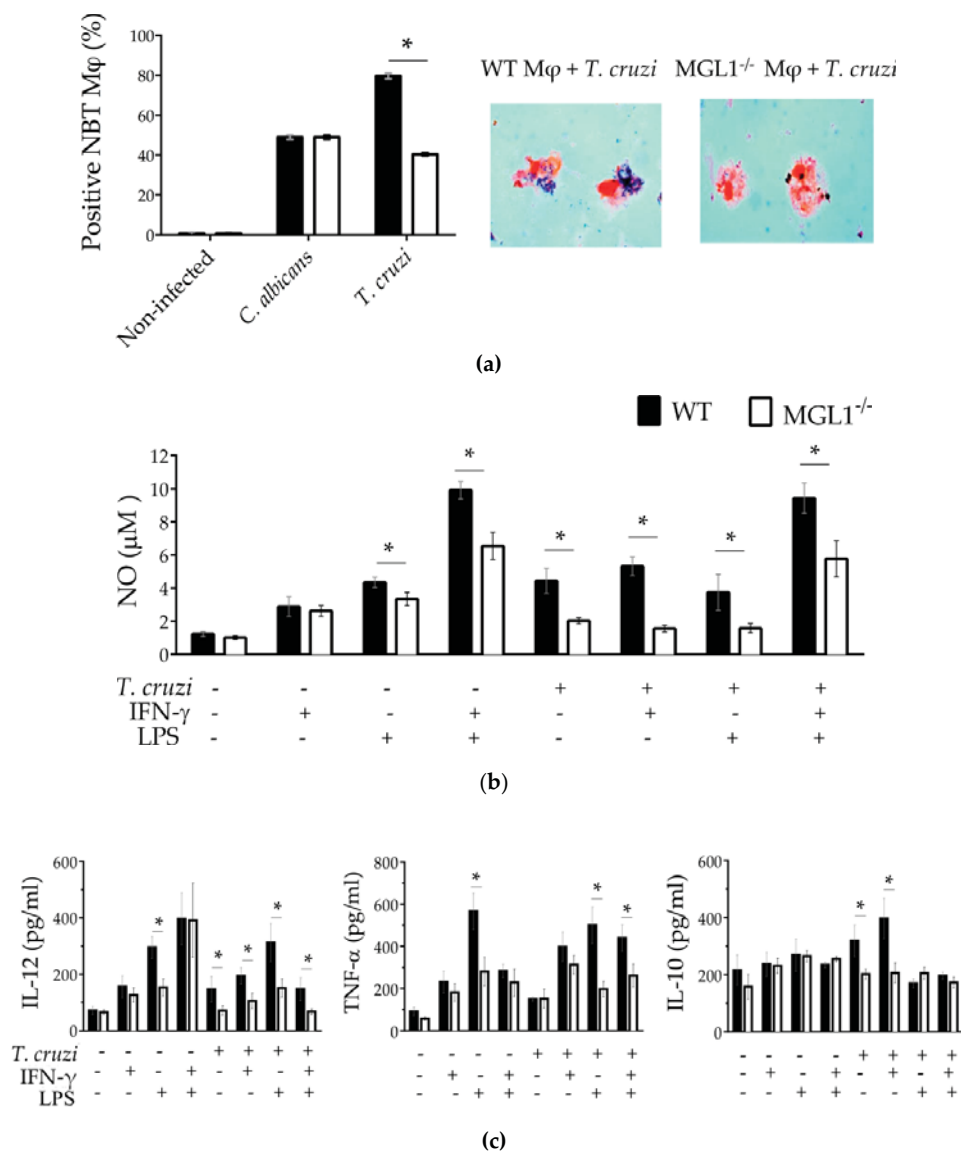 Positive NBT Mφ (%)
100
80
60
40
20
0
*
Non-infected
C. albicans
T. cruzi
WT Mφ + T. cruzi
MGL1-/- Mφ + T. cruzi
(a)
WT
MGL1-/-
NO (μM )
12
10
8
6
4
2
0
* * * * * *
T. cruzi - - - - + + + +
IFN-γ - + - + - + - +
LPS - - + + - - + +
(b)
IL-12 (pg/ml)
600
400
200
0
* * * * *
T. cruzi - - - - + + + +
IFN-γ - + - + - + - +
LPS - - + + - - + +
TNF-α (pg/ml)
800
600
400
200
0
* * *
- - - - + + + +
- + - + - + - +
- - + + - - + +
IL-10 (pg/ml)
600
400
200
0
* *
- - - - + + + +
- + - + - + - +
- - + + - - + +
(c)